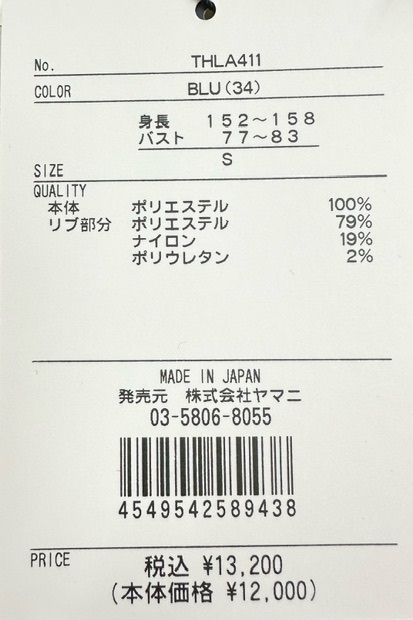 No. THLA411
COLOR BLU(34)
身長 152〜158
バスト 77〜83
SIZE S
QUALITY
本体 ポリエステル 100%
リブ部分 ポリエステル 79%
ナイロン 19%
ポリウレタン 2%
MADE IN JAPAN
発売元 株式会社ヤマニ
03-5806-8055
4549542589438
PRICE 税込 ¥13,200
(本体価格 ¥12,000)